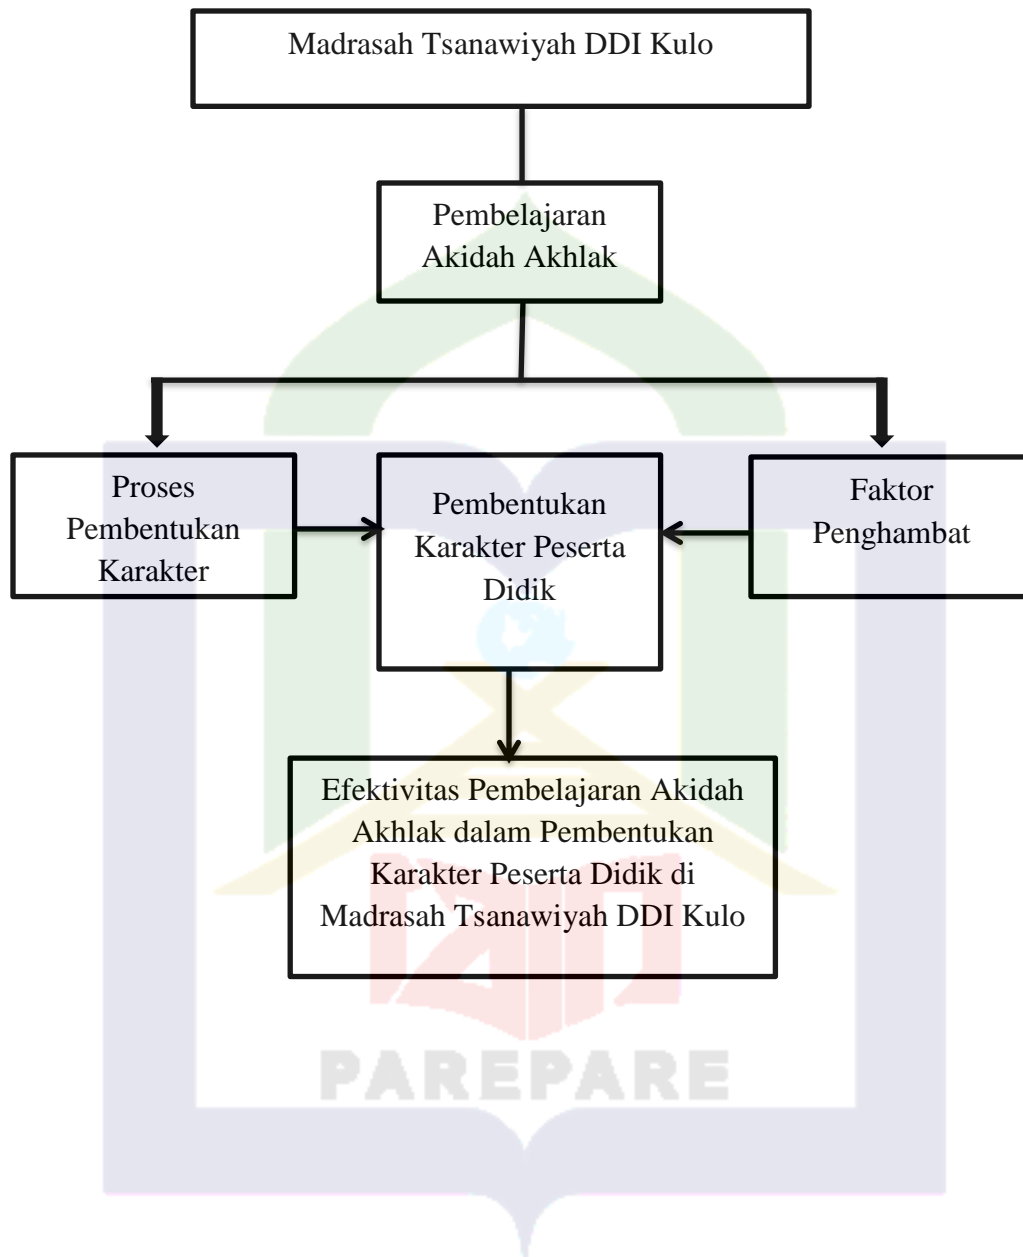 Madrasah Tsanawiyah DDI Kulo
Pembelajaran
Akidah Akhlak
Proses
Pembentukan
Karakter
Pembentukan
Karakter Peserta
Didik
Faktor
Penghambat
Efektivitas Pembelajaran Akidah
Akhlak dalam Pembentukan
Karakter Peserta Didik di
Madrasah Tsanawiyah DDI Kulo
PAREPARE